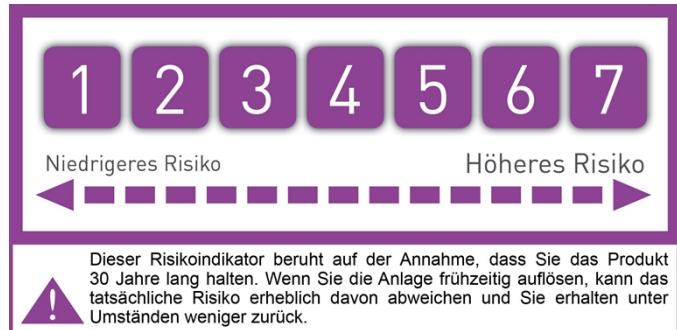 1 2 3 4 5 6 7
Niedrigeres Risiko Höheres Risiko
Dieser Risikoindikator beruht auf der Annahme, dass Sie das Produkt
30 Jahre lang halten. Wenn Sie die Anlage frühzeitig auflösen, kann das
tatsächliche Risiko erheblich davon abweichen und Sie erhalten unter
Umständen weniger zurück.